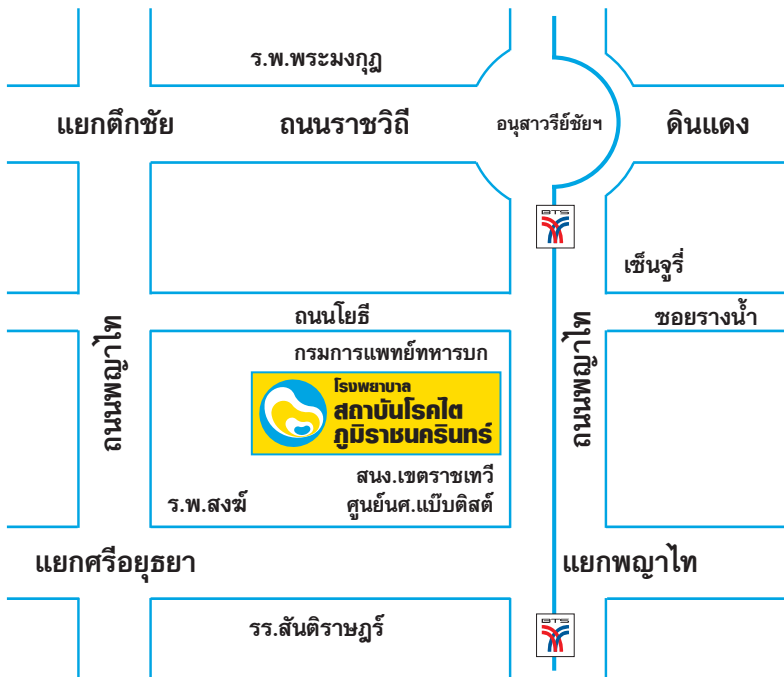 ร.พ.พระมงกุฎ
แยกตึกชัย
ถนนราชวิถี
อนุสาวรีย์ชัยฯ
ดินแดง
BTS
เซ็นจูรี่
ถนนโยธี
ซอยรางน้ำ
ถนนพญาไท
ถนนพญาไท
กรมการแพทย์ทหารบก
โรงพยาบาล
สถาบันโรคไต
ภูมิราชนครินทร์
สนง.เขตราชเทวี
ร.พ.สงฆ์
ศูนย์นศ.แบ๊บติสต์
แยกศรีอยุธยา
แยกพญาไท
BTS
รร.สันติราษฎร์